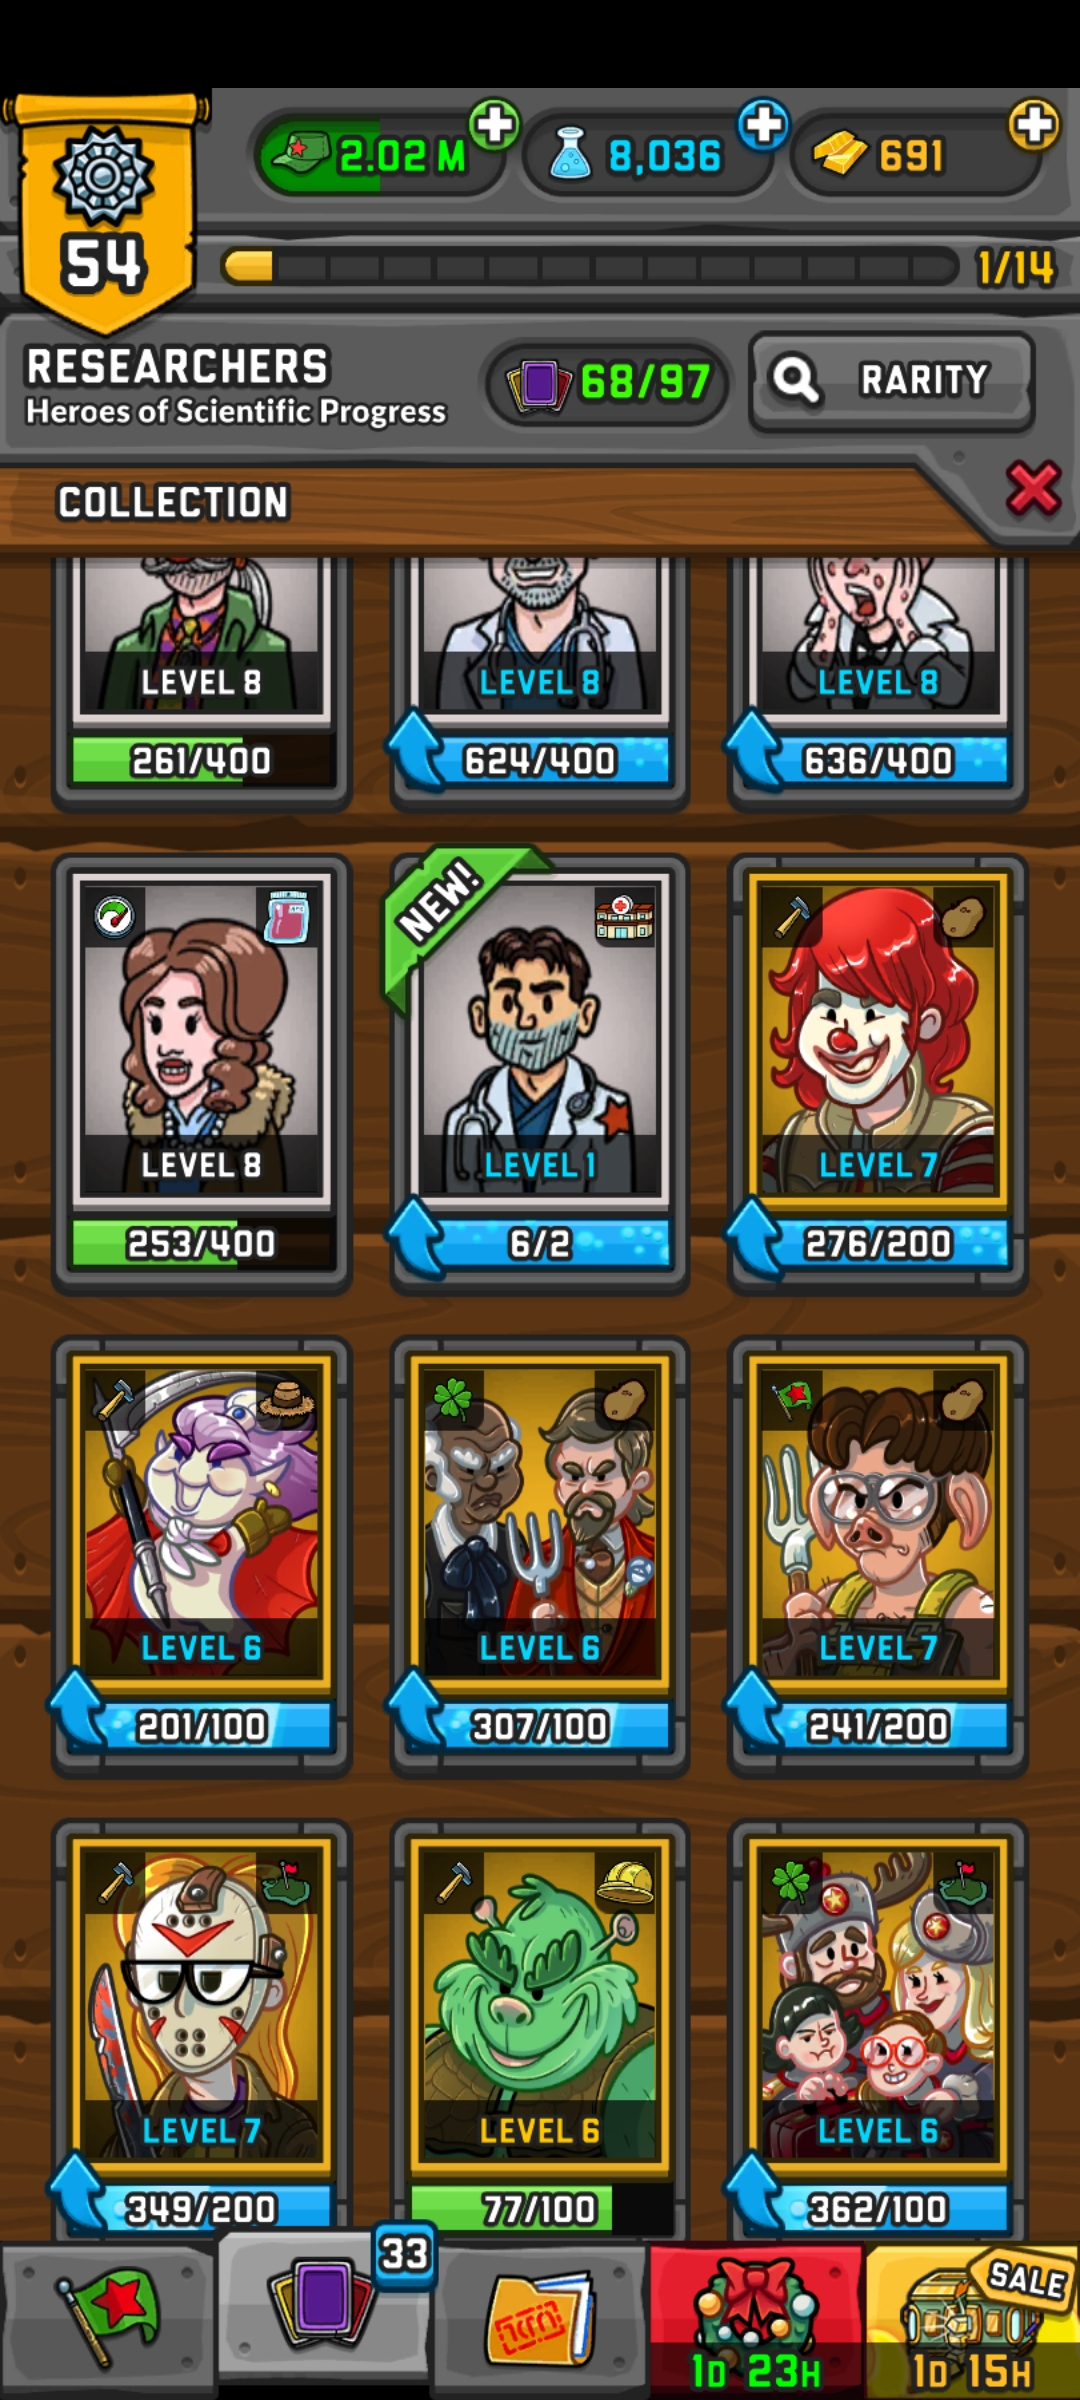 54
2.02 M
8,036
691
1/14
RESEARCHERS
Heroes of Scientific Progress
68/97
RARITY
COLLECTION
LEVEL 8
LEVEL 8
LEVEL 8
261/400
624/400
636/400
NEW!
LEVEL 8
LEVEL 1
LEVEL 7
253/400
6/2
276/200
LEVEL 6
LEVEL 6
LEVEL 7
201/100
307/100
241/200
LEVEL 7
LEVEL 6
LEVEL 6
349/200
77/100
362/100
33
SALE
1D 23H
1D 15H